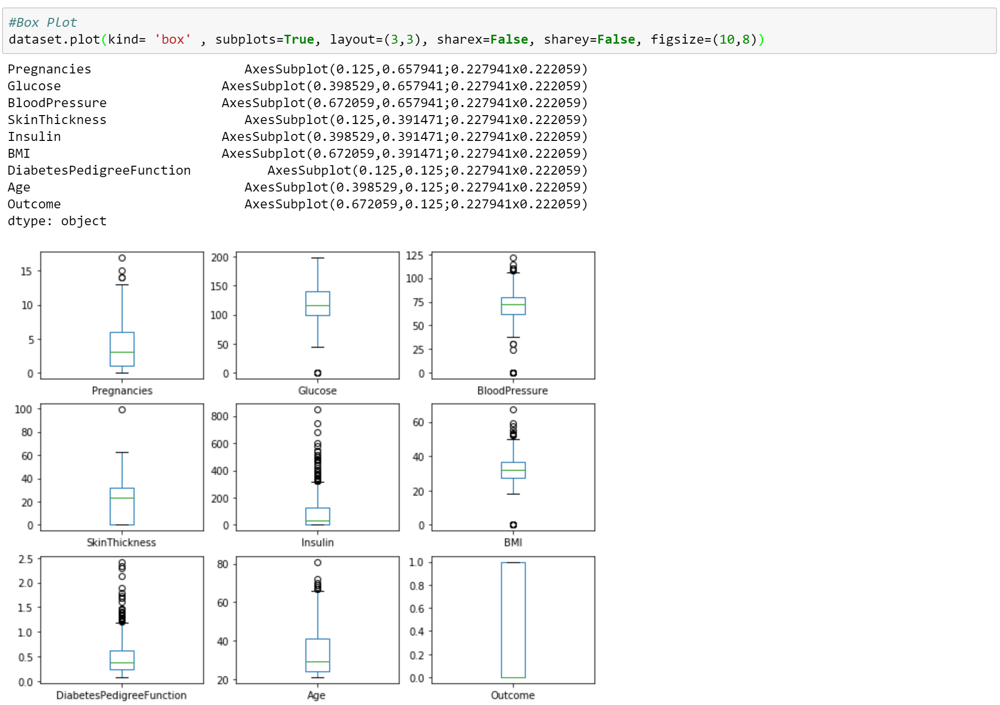 #Box Plot
dataset.plot(kind= 'box' , subplots=True, layout=(3,3), sharex=False, sharey=False, figsize=(10,8))
Pregnancies                    AxesSubplot(0.125,0.657941;0.227941x0.222059)
Glucose                     AxesSubplot(0.398529,0.657941;0.227941x0.222059)
BloodPressure               AxesSubplot(0.672059,0.657941;0.227941x0.222059)
SkinThickness                  AxesSubplot(0.125,0.391471;0.227941x0.222059)
Insulin                     AxesSubplot(0.398529,0.391471;0.227941x0.222059)
BMI                         AxesSubplot(0.672059,0.391471;0.227941x0.222059)
DiabetesPedigreeFunction          AxesSubplot(0.125,0.125;0.227941x0.222059)
Age                            AxesSubplot(0.398529,0.125;0.227941x0.222059)
Outcome                        AxesSubplot(0.672059,0.125;0.227941x0.222059)
dtype: object
15
10
5
0
Pregnancies
200
150
100
50
0
Glucose
125
100
75
50
25
0
BloodPressure
100
80
60
40
20
0
SkinThickness
800
600
400
200
0
Insulin
60
40
20
0
BMI
2.5
2.0
1.5
1.0
0.5
0.0
DiabetesPedigreeFunction
80
60
40
20
Age
1.0
0.8
0.6
0.4
0.2
0.0
Outcome